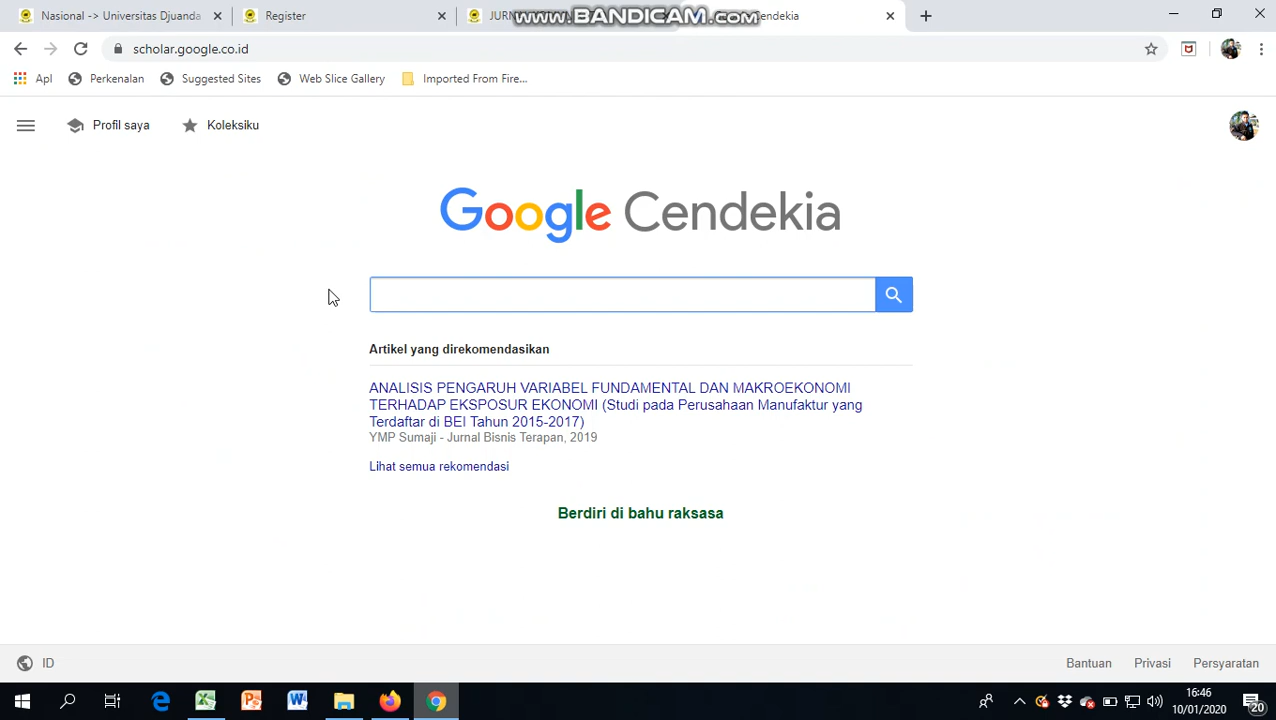 Nasional -> Universitas Djuanda
Register
www.BANDICAM.com
Cendekia
scholar.google.co.id
Apl
Perkenalan
Suggested Sites
Web Slice Gallery
Imported From Fire...
Profil saya
Koleksiku
Google Cendekia
Artikel yang direkomendasikan
ANALISIS PENGARUH VARIABEL FUNDAMENTAL DAN MAKROEKONOMI
TERHADAP EKSPOSUR EKONOMI (Studi pada Perusahaan Manufaktur yang
Terdaftar di BEI Tahun 2015-2017)
YMP Sumaji - Jurnal Bisnis Terapan, 2019
Lihat semua rekomendasi
Berdiri di bahu raksasa
ID
Bantuan
Privasi
Persyaratan
16:46
10/01/2020
20